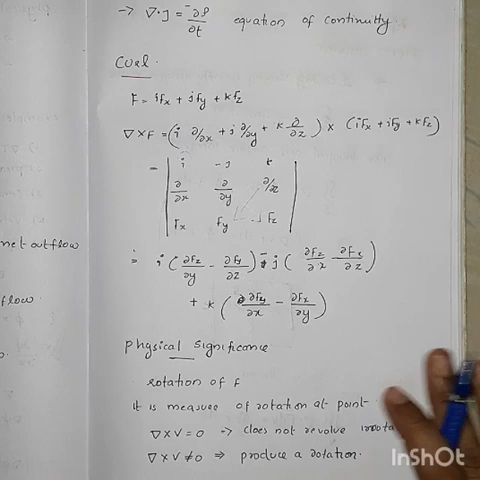 → ∇·J = -∂ρ/∂t equation of continuity
Curl.
F = iFx + jFy + kFz
∇×F = (i ∂/∂x + j ∂/∂y + k ∂/∂z) × (iFx + jFy + kFz)
= | i -j k |
| ∂/∂x ∂/∂y ∂/∂z |
| Fx Fy Fz |
net outflow
= i(∂Fz/∂y - ∂Fy/∂z) - j(∂Fz/∂x - ∂Fx/∂z)
flow.
+ k(∂Fy/∂x - ∂Fx/∂y)
physical significance
rotation of F
it is measure of rotation at point
∇×V=0 → does not revolve
∇×V≠0 ⇒ produce a rotation.
InShOt